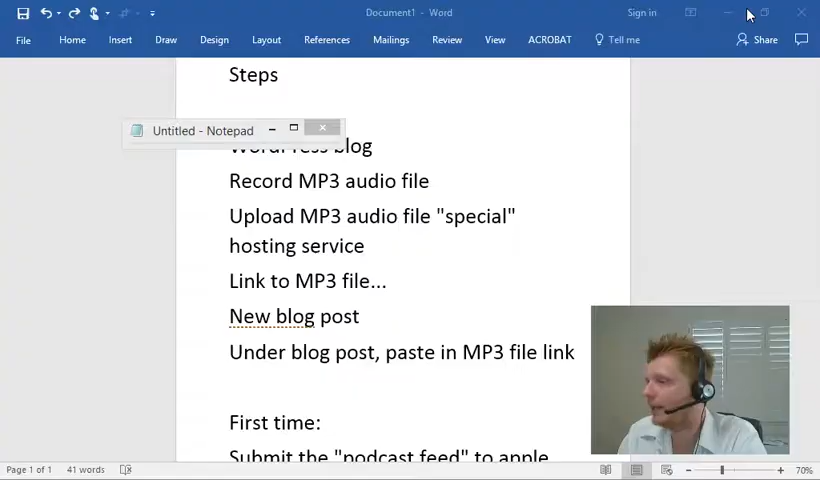 Document1 - Word
Sign in
File Home Insert Draw Design Layout References Mailings Review View ACROBAT Tell me Share
Steps
Untitled - Notepad
WordPress blog
Record MP3 audio file
Upload MP3 audio file "special"
hosting service
Link to MP3 file...
New blog post
Under blog post, paste in MP3 file link
First time:
Submit the "podcast feed" to apple
Page 1 of 1 41 words 70%